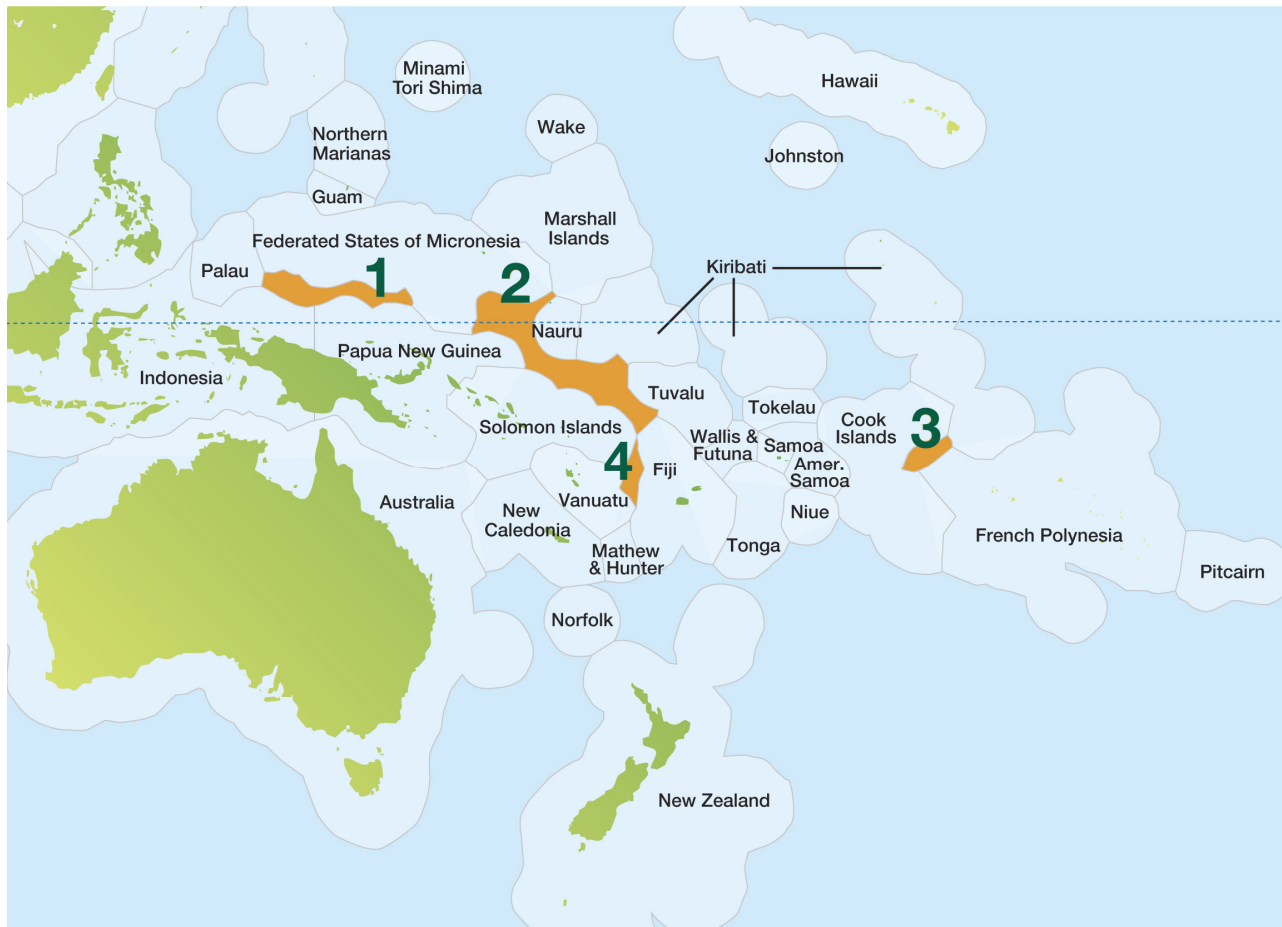 Minami
Tori Shima
Hawaii
Wake
Northern
Marianas
Johnston
Guam
Marshall
Islands
Federated States of Micronesia
Palau
Kiribati
1
2
Nauru
Papua New Guinea
Indonesia
Tuvalu
Tokelau
Cook
Islands
3
Solomon Islands
Wallis &
Futuna
Samoa
Amer.
Samoa
4
Fiji
Vanuatu
Australia
New
Caledonia
Niue
French Polynesia
Mathew
& Hunter
Tonga
Pitcairn
Norfolk
New Zealand